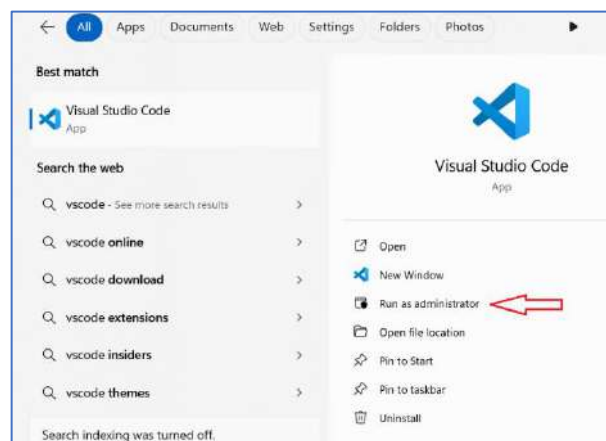 All Apps Documents Web Settings Folders Photos
Best match
Visual Studio Code
App
Search the web
vscode - See more search results
vscode online
vscode download
vscode extensions
vscode insiders
vscode themes
Search indexing was turned off.
Visual Studio Code
App
Open
New Window
Run as administrator
Open file location
Pin to Start
Pin to taskbar
Uninstall